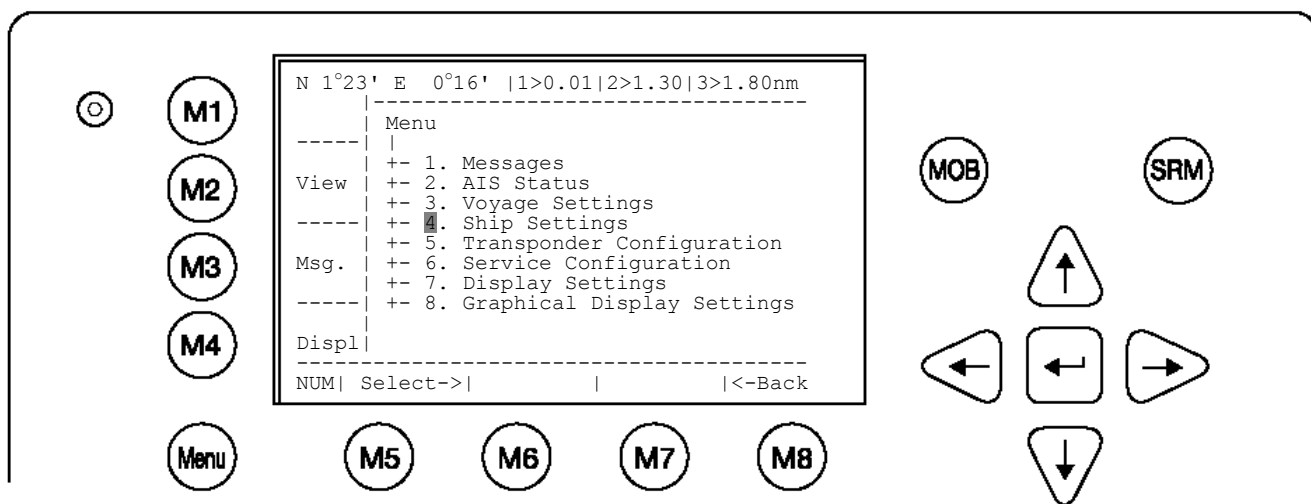 N 1°23' E 0°16' |1>0.01|2>1.30|3>1.80nm
M1
Menu
M2
View
+- 1. Messages
+- 2. AIS Status
+- 3. Voyage Settings
+- 4. Ship Settings
+- 5. Transponder Configuration
M3
Msg.
+- 6. Service Configuration
+- 7. Display Settings
+- 8. Graphical Display Settings
M4
Displ|
NUM| Select->| | |<-Back
MOB SRM
Menu M5 M6 M7 M8